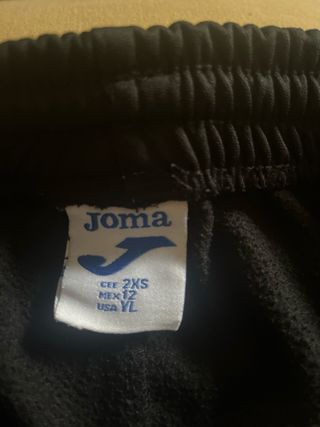 Joma
CEE 2XS
MEX 12
USA YL